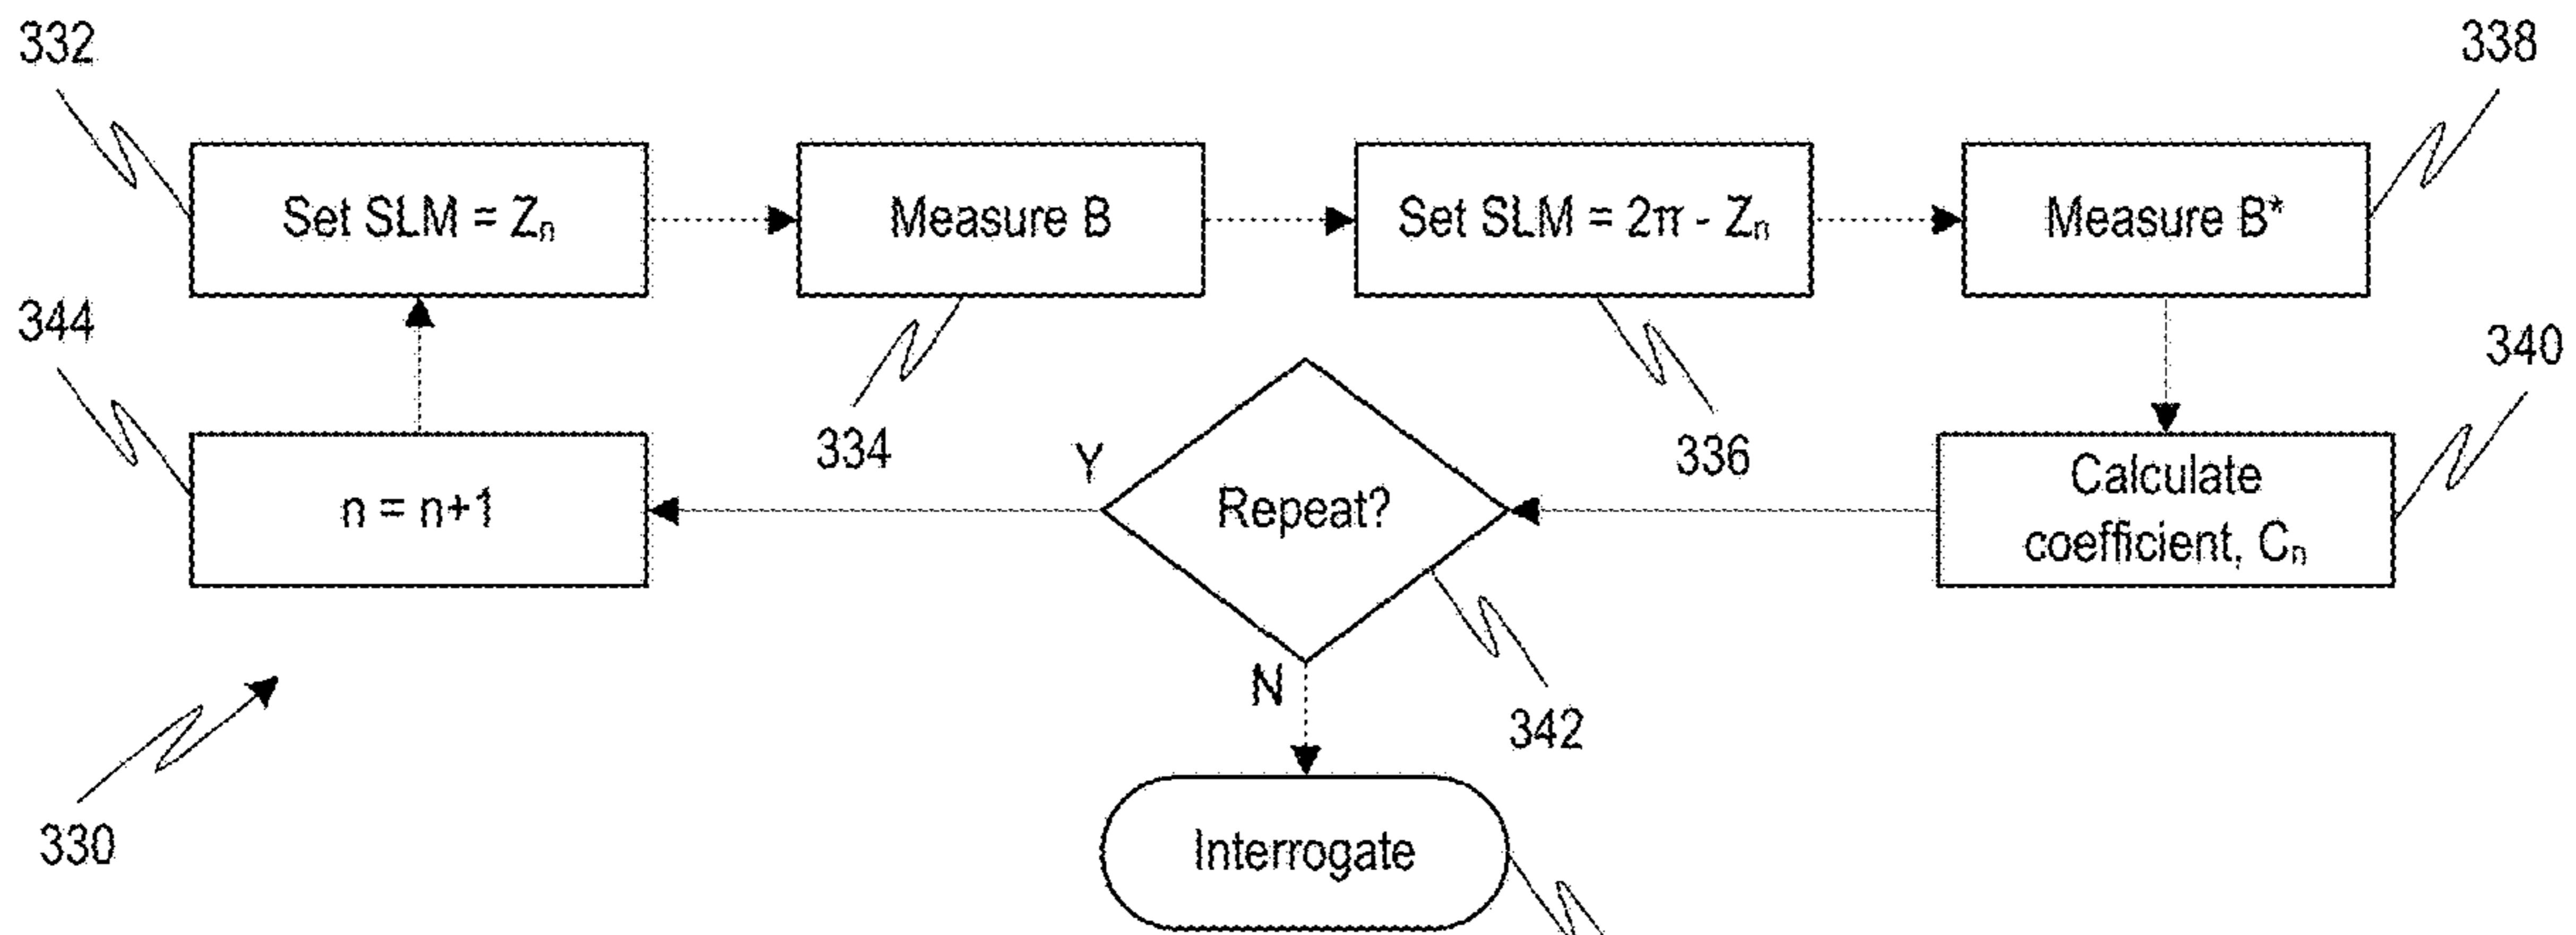 332
338
Set SLM = Zₙ
Measure B
Set SLM = 2π - Zₙ
Measure B*
344
340
334
336
Y
n = n+1
Repeat?
Calculate
coefficient, Cₙ
N
342
330
Interrogate